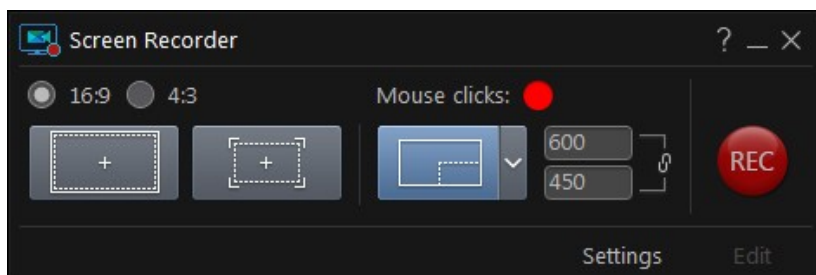 Screen Recorder ? _ ×
16:9 4:3 Mouse clicks:
600
450
REC
Settings Edit